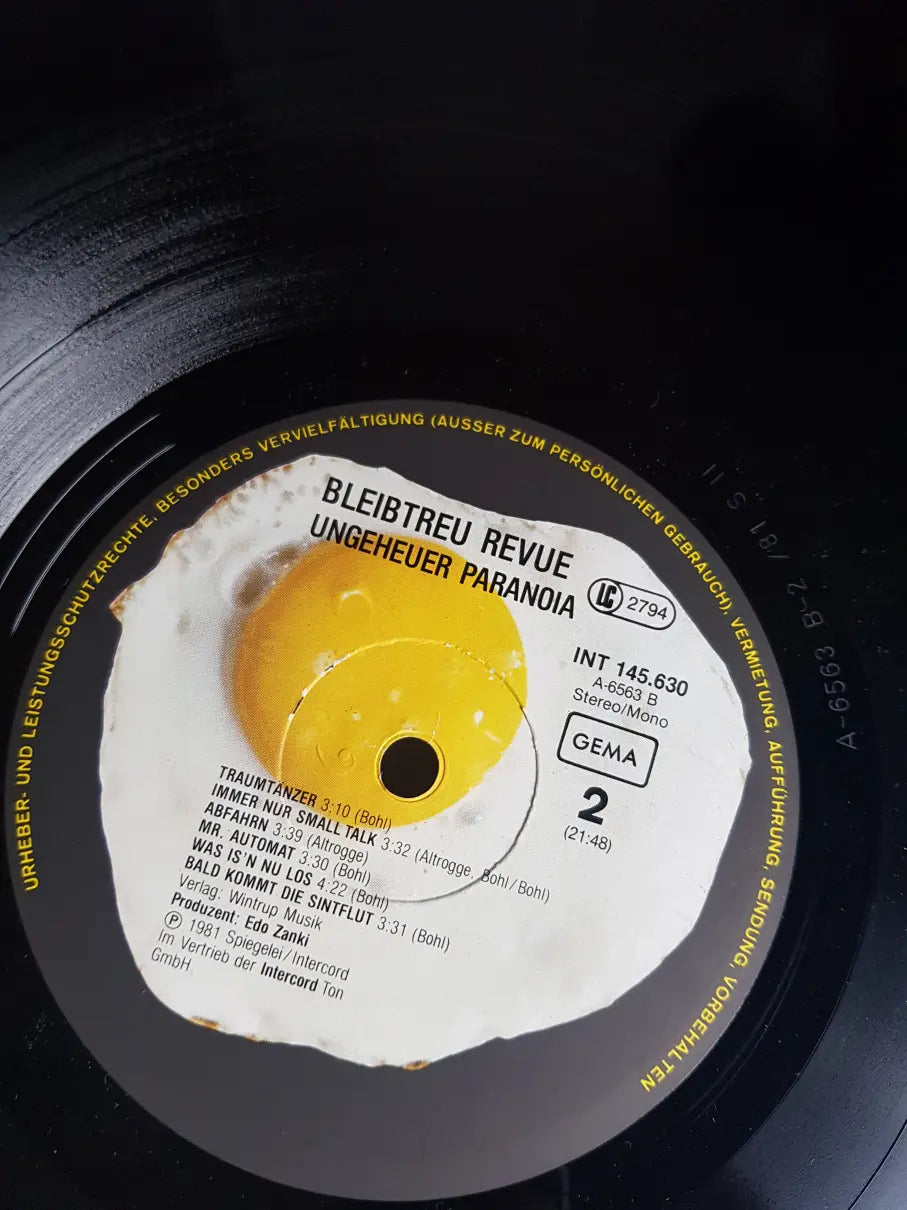 URHEBER- UND LEISTUNGSSCHUTZRECHTE, BESONDERS VERVIELFÄLTIGUNG (AUSSER ZUM PERSÖNLICHEN GEBRAUCH), VERMIETUNG, AUFFÜHRUNG, SENDUNG, VORBEHALTEN
BLEIBTREU REVUE
UNGEHEUER PARANOIA
LC 2794
INT 145.630
A-6563 B
Stereo/Mono
GEMA
2
(21:48)
TRAUMTÄNZER 3:10 (Bohl)
IMMER NUR SMALL TALK 3:32 (Altrogge, Bohl/Bohl)
ABFAHRN 3:39 (Altrogge)
MR. AUTOMAT 3:30 (Bohl)
WAS IS'N NU LOS 4:22 (Bohl)
BALD KOMMT DIE SINTFLUT 3:31 (Bohl)
Verlag: Wintrup Musik
Produzent: Edo Zanki
Ⓟ 1981 Spiegelei/Intercord
Im Vertrieb der Intercord Ton
GmbH
A-6563 B-2 /81 S